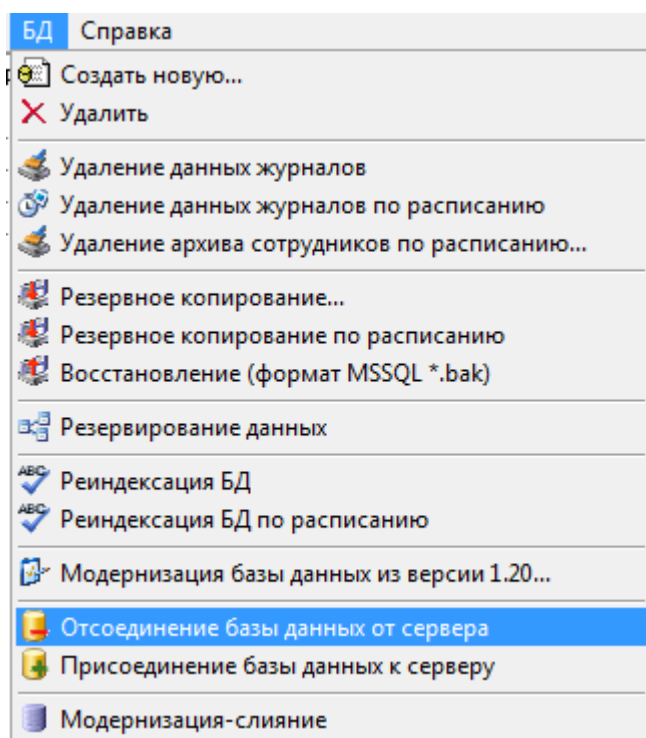 БД Справка
Создать новую...
Удалить
Удаление данных журналов
Удаление данных журналов по расписанию
Удаление архива сотрудников по расписанию...
Резервное копирование...
Резервное копирование по расписанию
Восстановление (формат MSSQL *.bak)
Резервирование данных
ABC
Реиндексация БД
ABC
Реиндексация БД по расписанию
Модернизация базы данных из версии 1.20...
Отсоединение базы данных от сервера
Присоединение базы данных к серверу
Модернизация-слияние